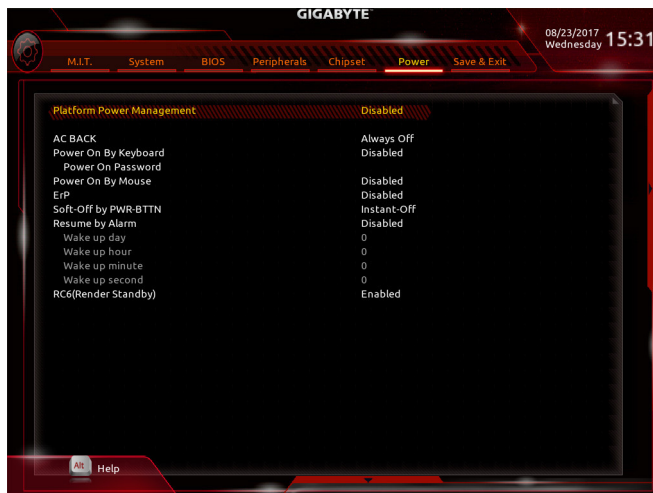 GIGABYTE™
08/23/2017 Wednesday 15:31
M.I.T. System BIOS Peripherals Chipset Power Save & Exit
Platform Power Management Disabled
AC BACK Always Off
Power On By Keyboard Disabled
Power On Password
Power On By Mouse Disabled
ErP Disabled
Soft-Off by PWR-BTTN Instant-Off
Resume by Alarm Disabled
Wake up day 0
Wake up hour 0
Wake up minute 0
Wake up second 0
RC6(Render Standby) Enabled
Alt Help